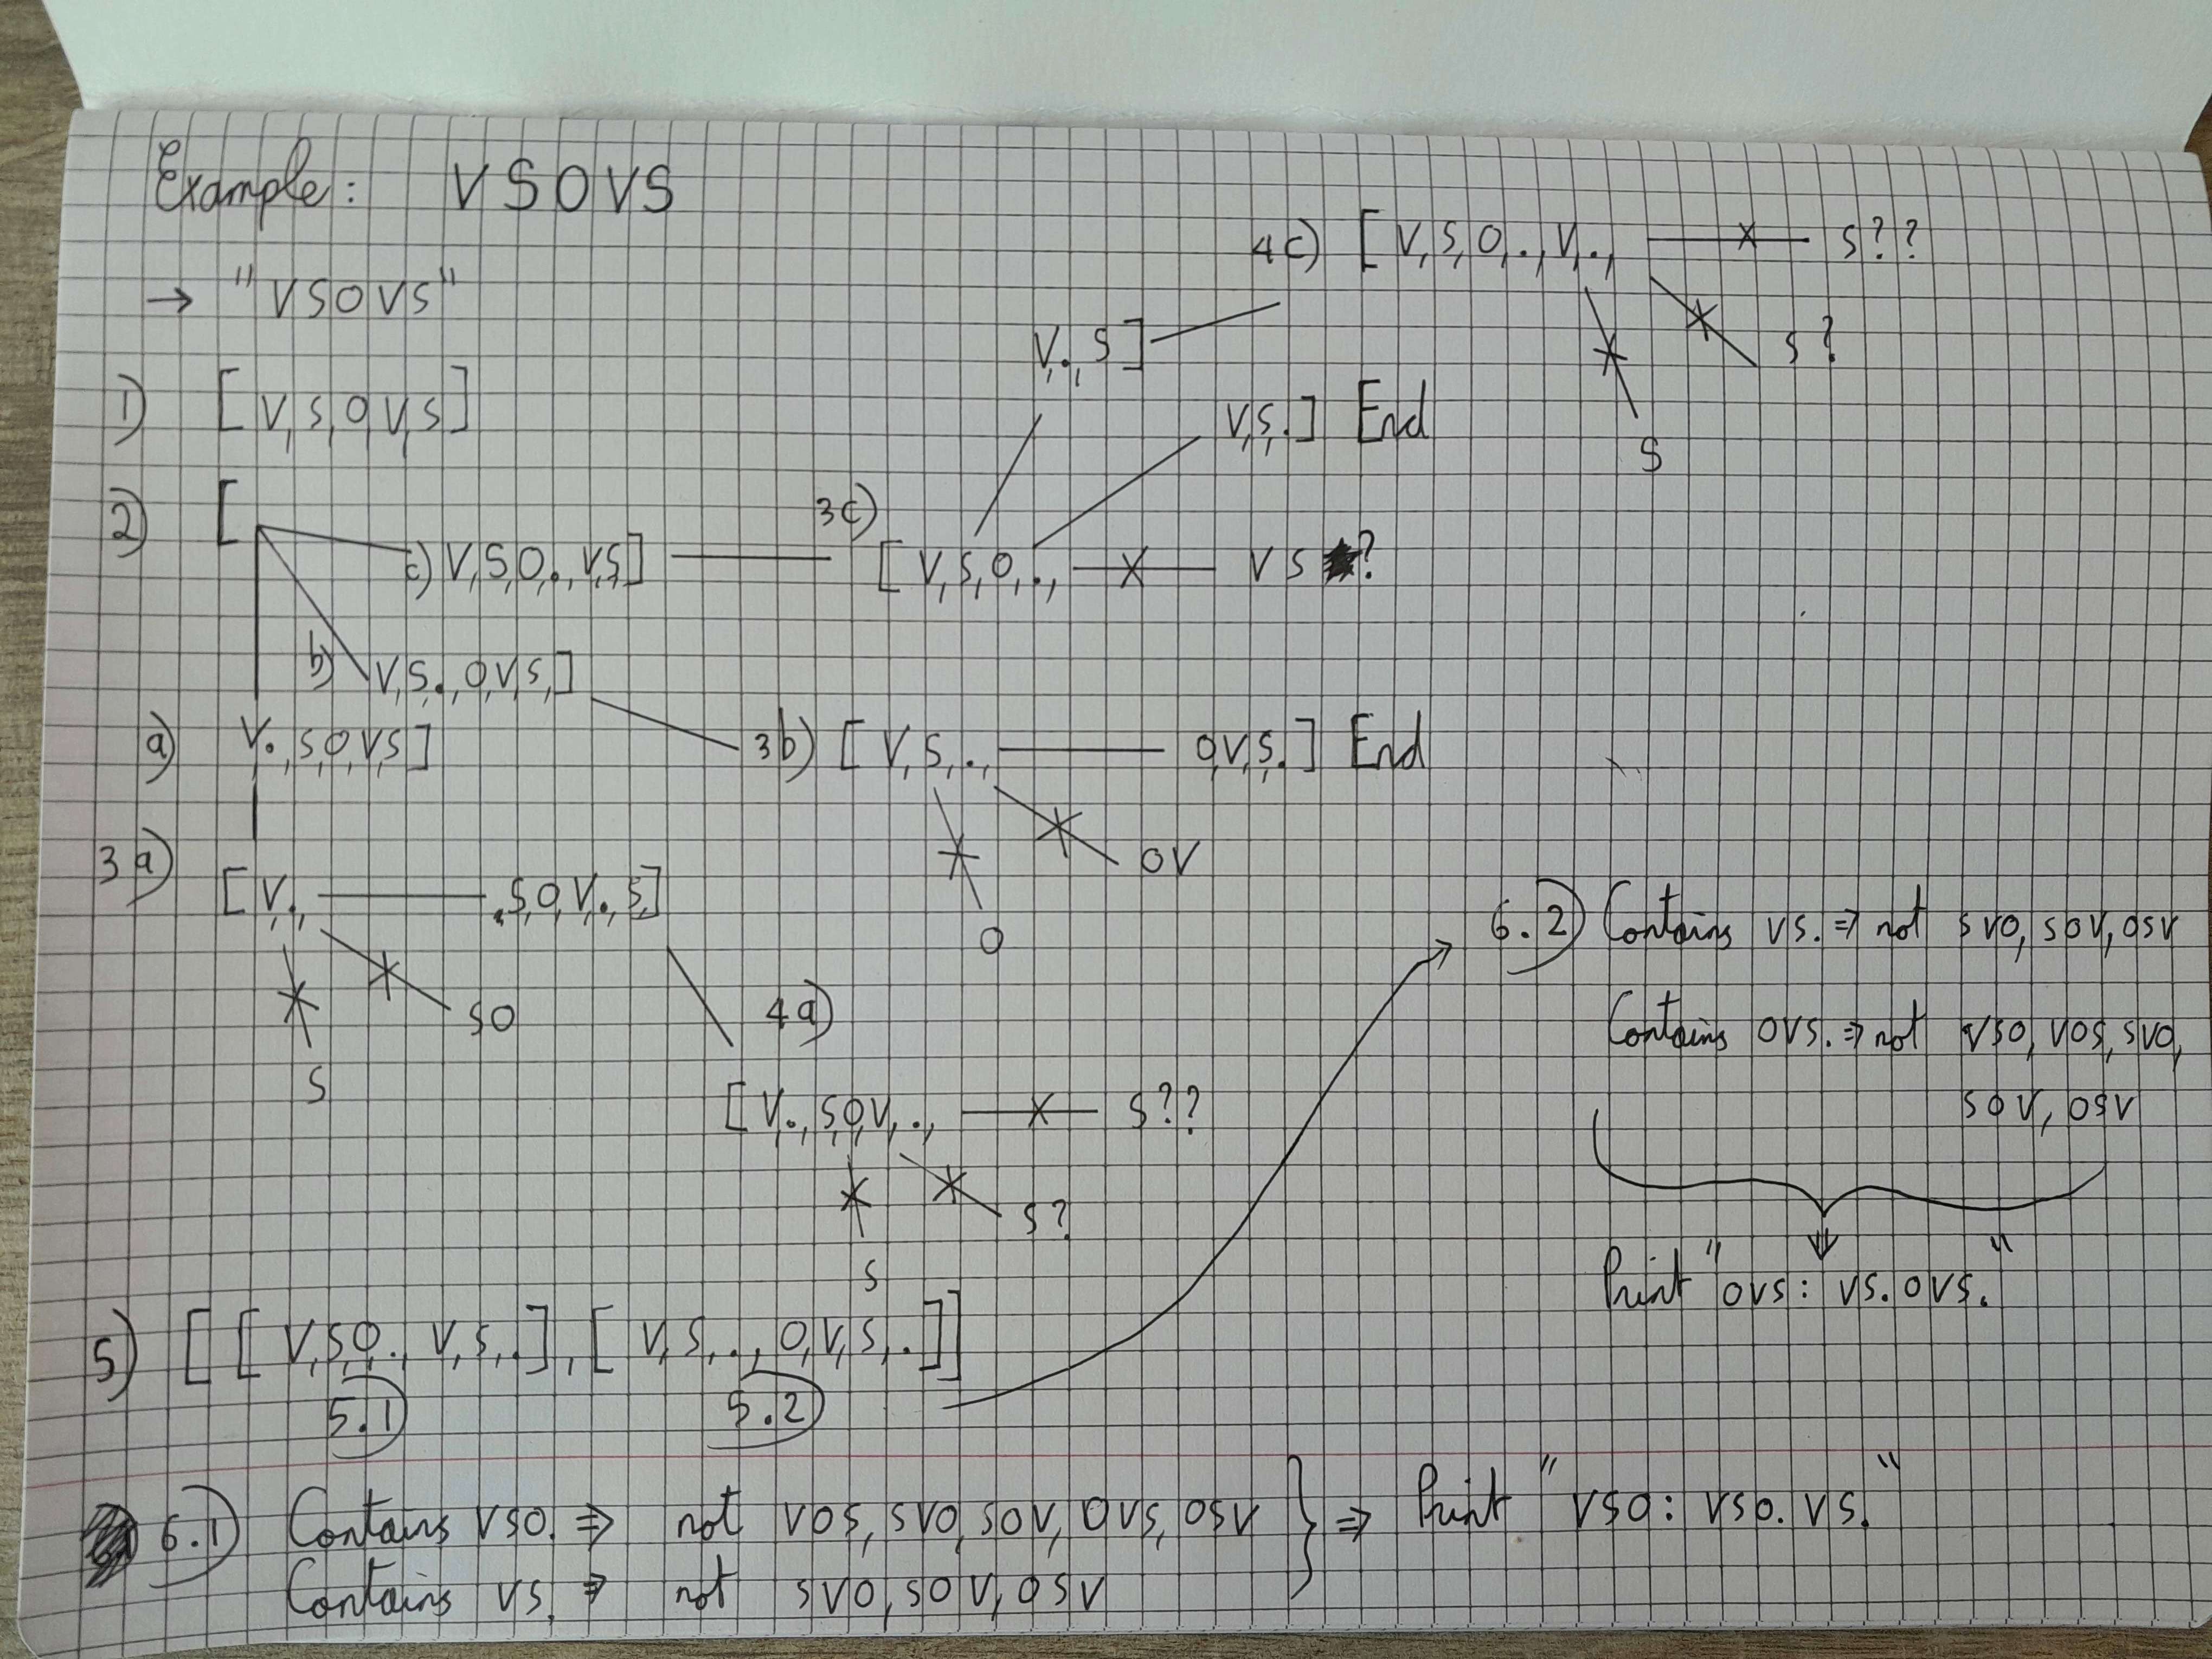 Example: VSOVS
→ "VSOVS"
1) [V,S,O,V,S]
2) [
c) V,S,O,.,V,S]
b) V,S,.,O,V,S,]
a) V.,S,O,V,S]
3a)
[V,., .S,O,V,.,S,]
SO
S
4a)
[V,.,S,O,V,., S??
S?
S
3b) [V,S,., O,V,S,.] End
OV
O
3c)
[V,S,O,., VS ?
V,S,.] End
V,.,S]
4c) [V,S,O,.,V,., S??
S?
S
5) [[V,S,O,.,V,S,.],[V,S,.,O,V,S,.]]
5.1) 5.2)
6.1) Contains VSO. ⇒ not VOS, SVO, SOV, OVS, OSV
Contains VS. ⇒ not SVO, SOV, OSV
} ⇒ Print "VSO: VSO. VS."
6.2) Contains VS. ⇒ not SVO, SOV, OSV
Contains OVS. ⇒ not VSO, VOS, SVO,
SOV, OSV
⇓
Print "OVS: VS. OVS."